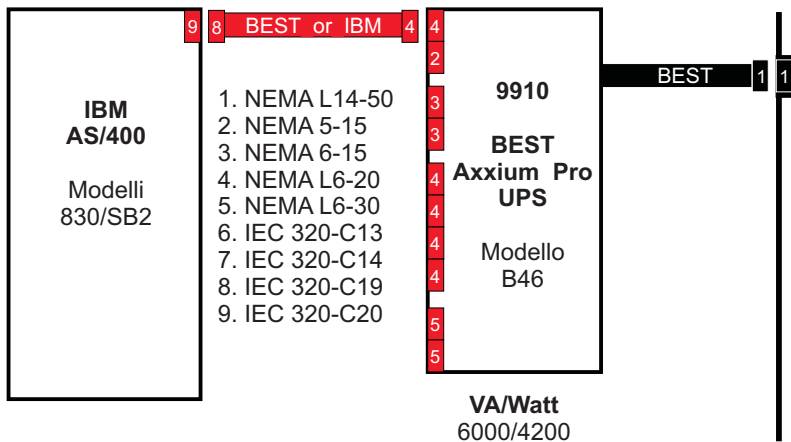 9 8 BEST or IBM 4 4
2
3
3
4
4
4
4
5
5
IBM
AS/400
Modelli
830/SB2
1. NEMA L14-50
2. NEMA 5-15
3. NEMA 6-15
4. NEMA L6-20
5. NEMA L6-30
6. IEC 320-C13
7. IEC 320-C14
8. IEC 320-C19
9. IEC 320-C20
9910
BEST
Axxium Pro
UPS
Modello
B46
VA/Watt
6000/4200
BEST 1 1